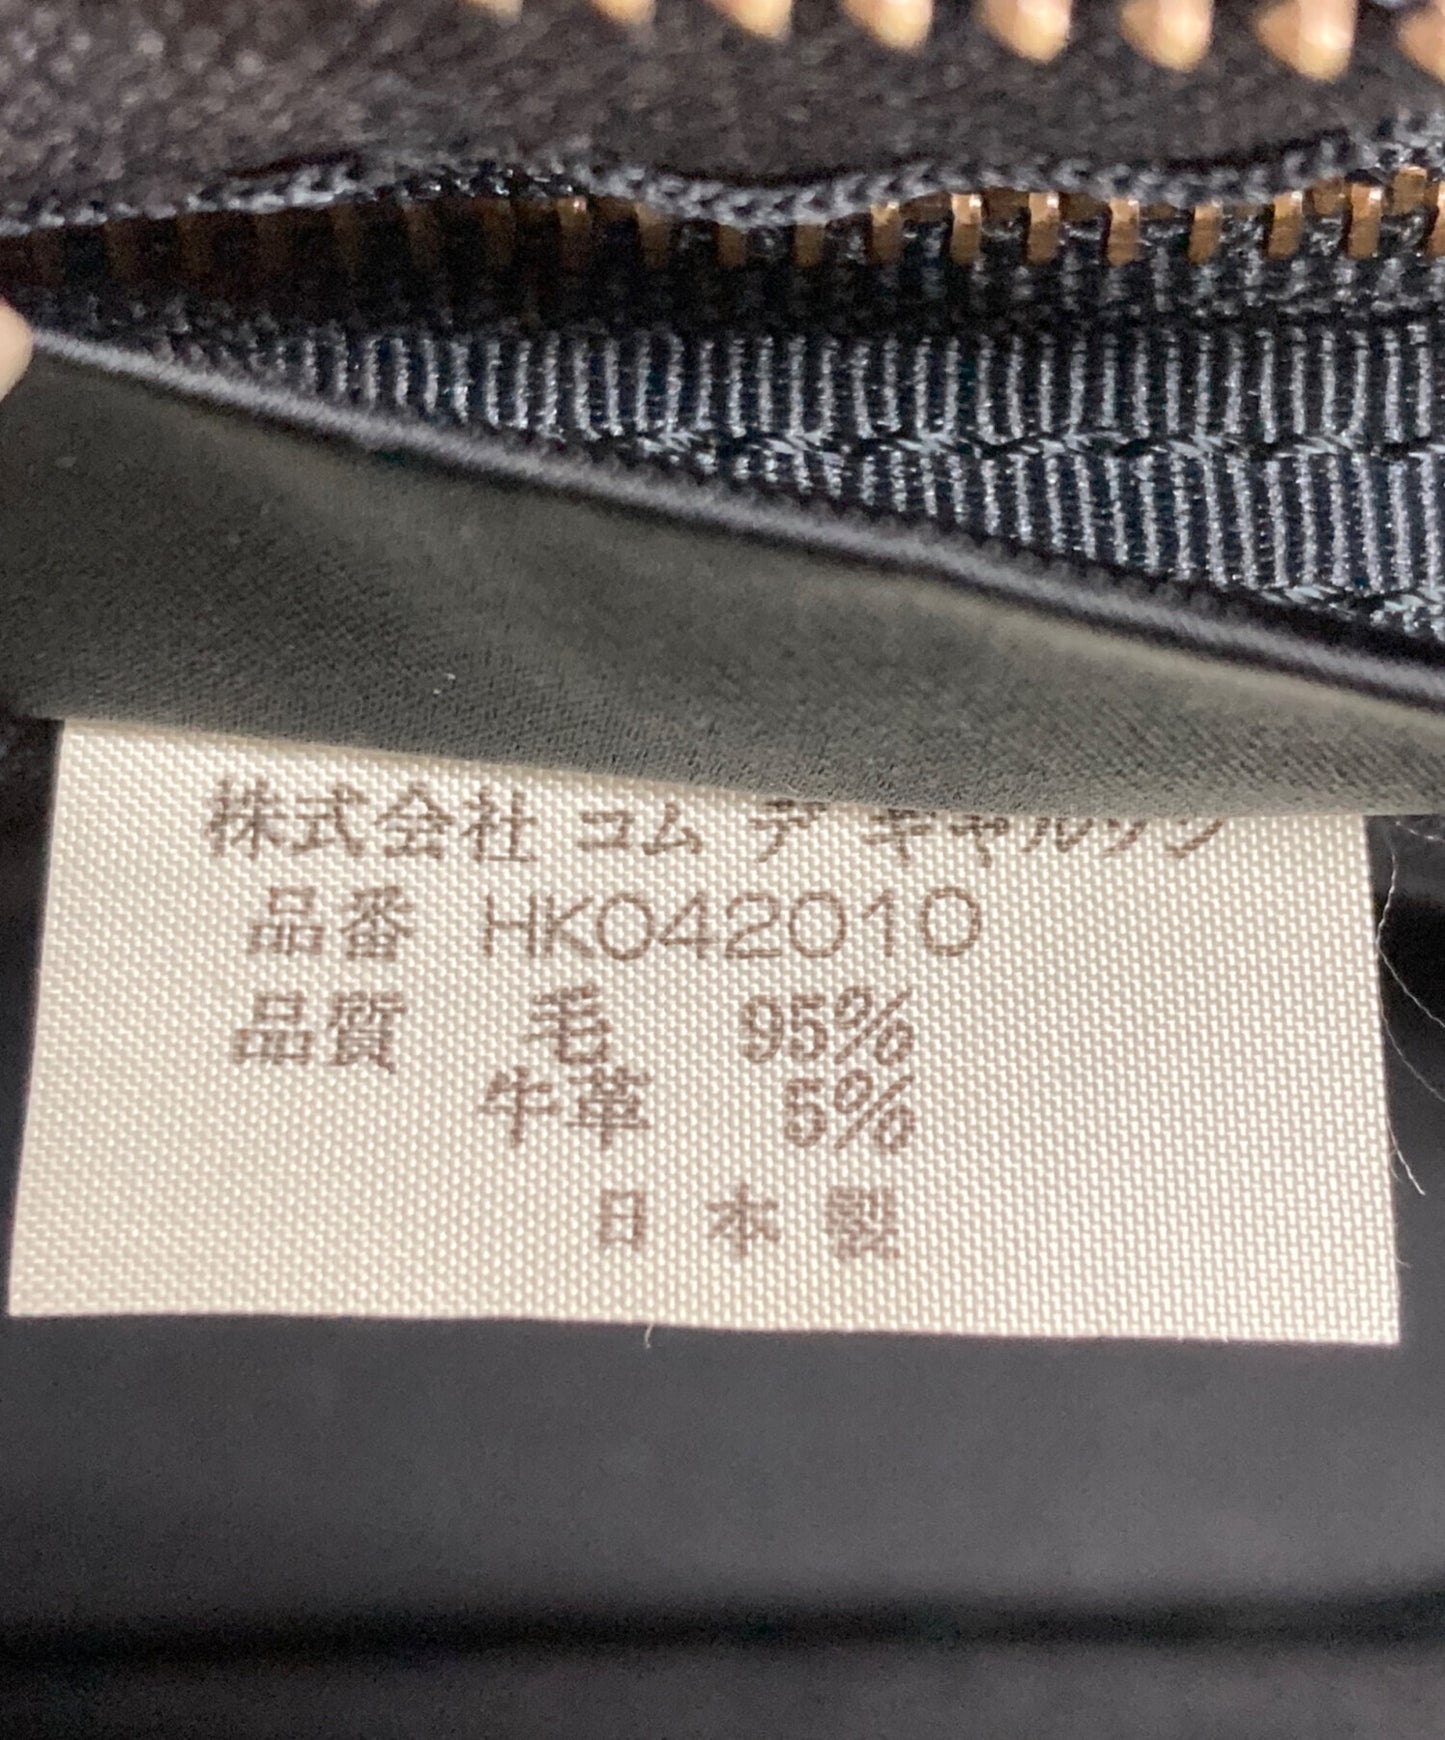 株式会社 コム デ ギャルソン
品番 HK042010
品質 毛 95%
牛革 5%
日本製